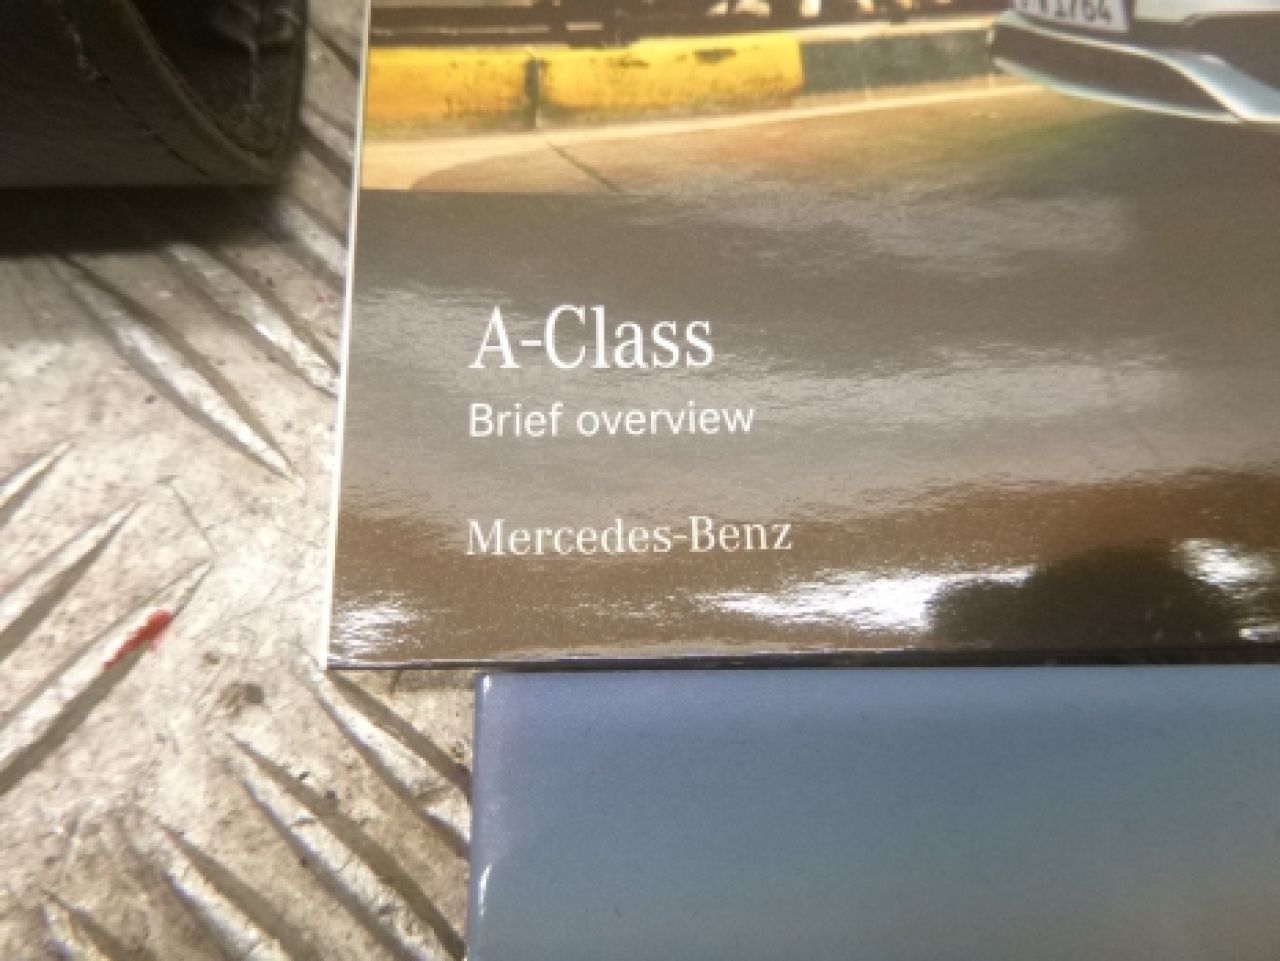 A-Class
Brief overview
Mercedes-Benz